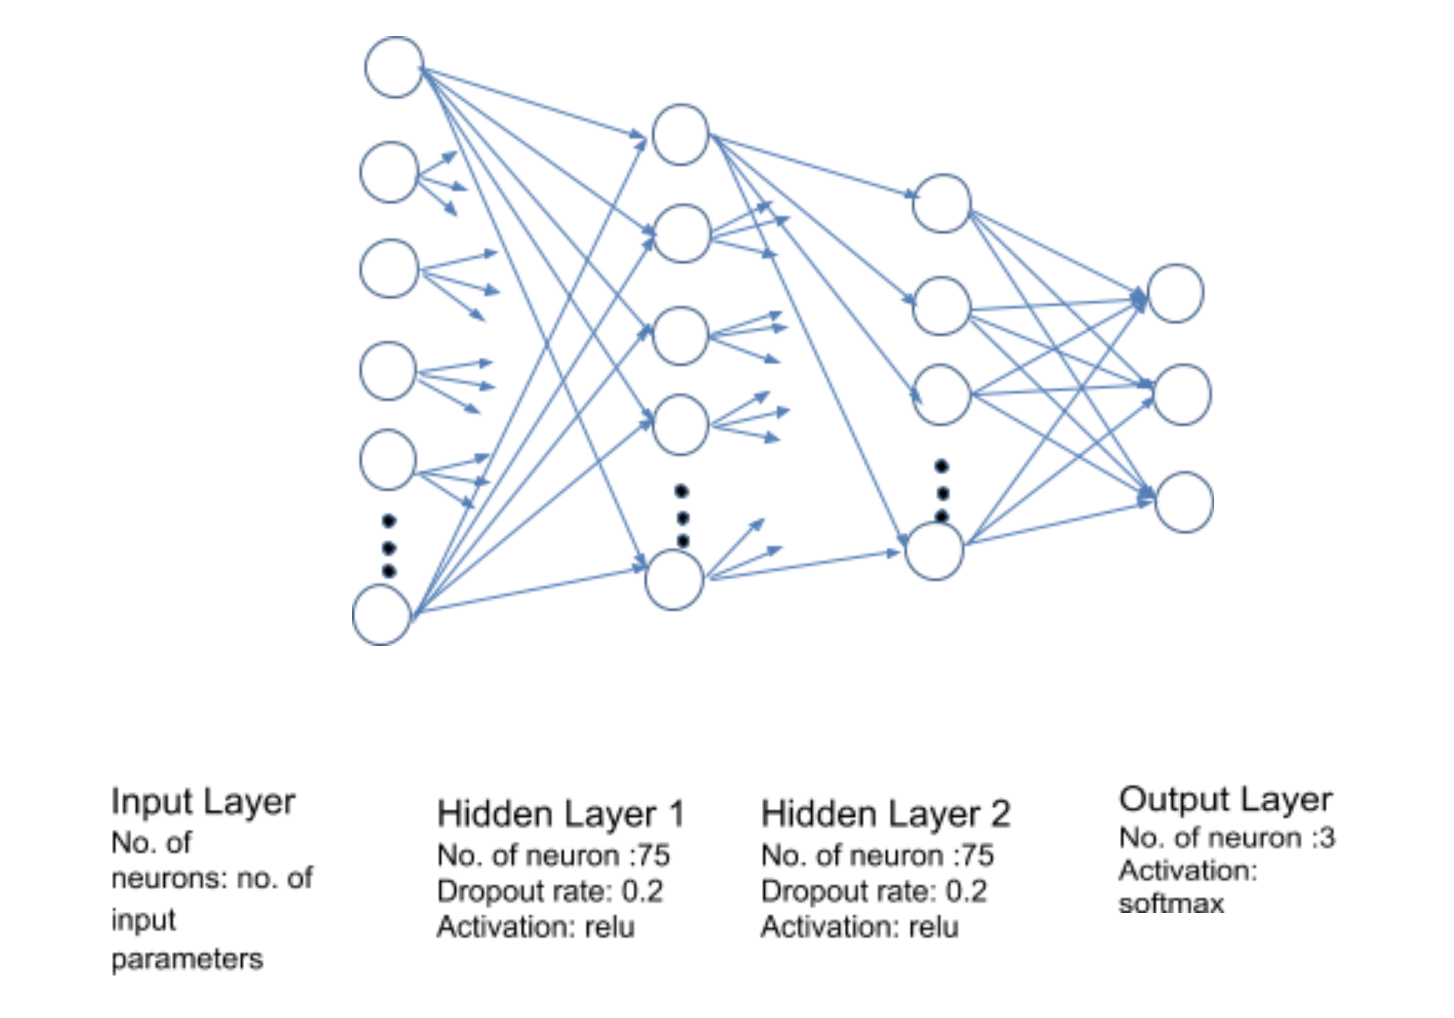 Input Layer
No. of
neurons: no. of
input
parameters
Hidden Layer 1
No. of neuron :75
Dropout rate: 0.2
Activation: relu
Hidden Layer 2
No. of neuron :75
Dropout rate: 0.2
Activation: relu
Output Layer
No. of neuron :3
Activation:
softmax